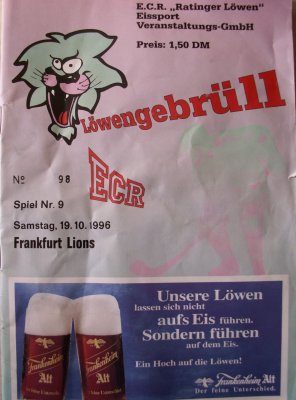 E.C.R. „Ratinger Löwen"
Eissport
Veranstaltungs-GmbH
Preis: 1,50 DM
Löwengebrüll
ECR
No 98
Spiel Nr. 9
Samstag, 19.10.1996
Frankfurt Lions
Unsere Löwen
lassen sich nicht
aufs Eis führen.
Sondern führen
auf dem Eis.
Ein Hoch auf die Löwen!
Frankenheim
Alt
Der feine Unterschied.
Frankenheim
Alt
Frankenheim
Alt